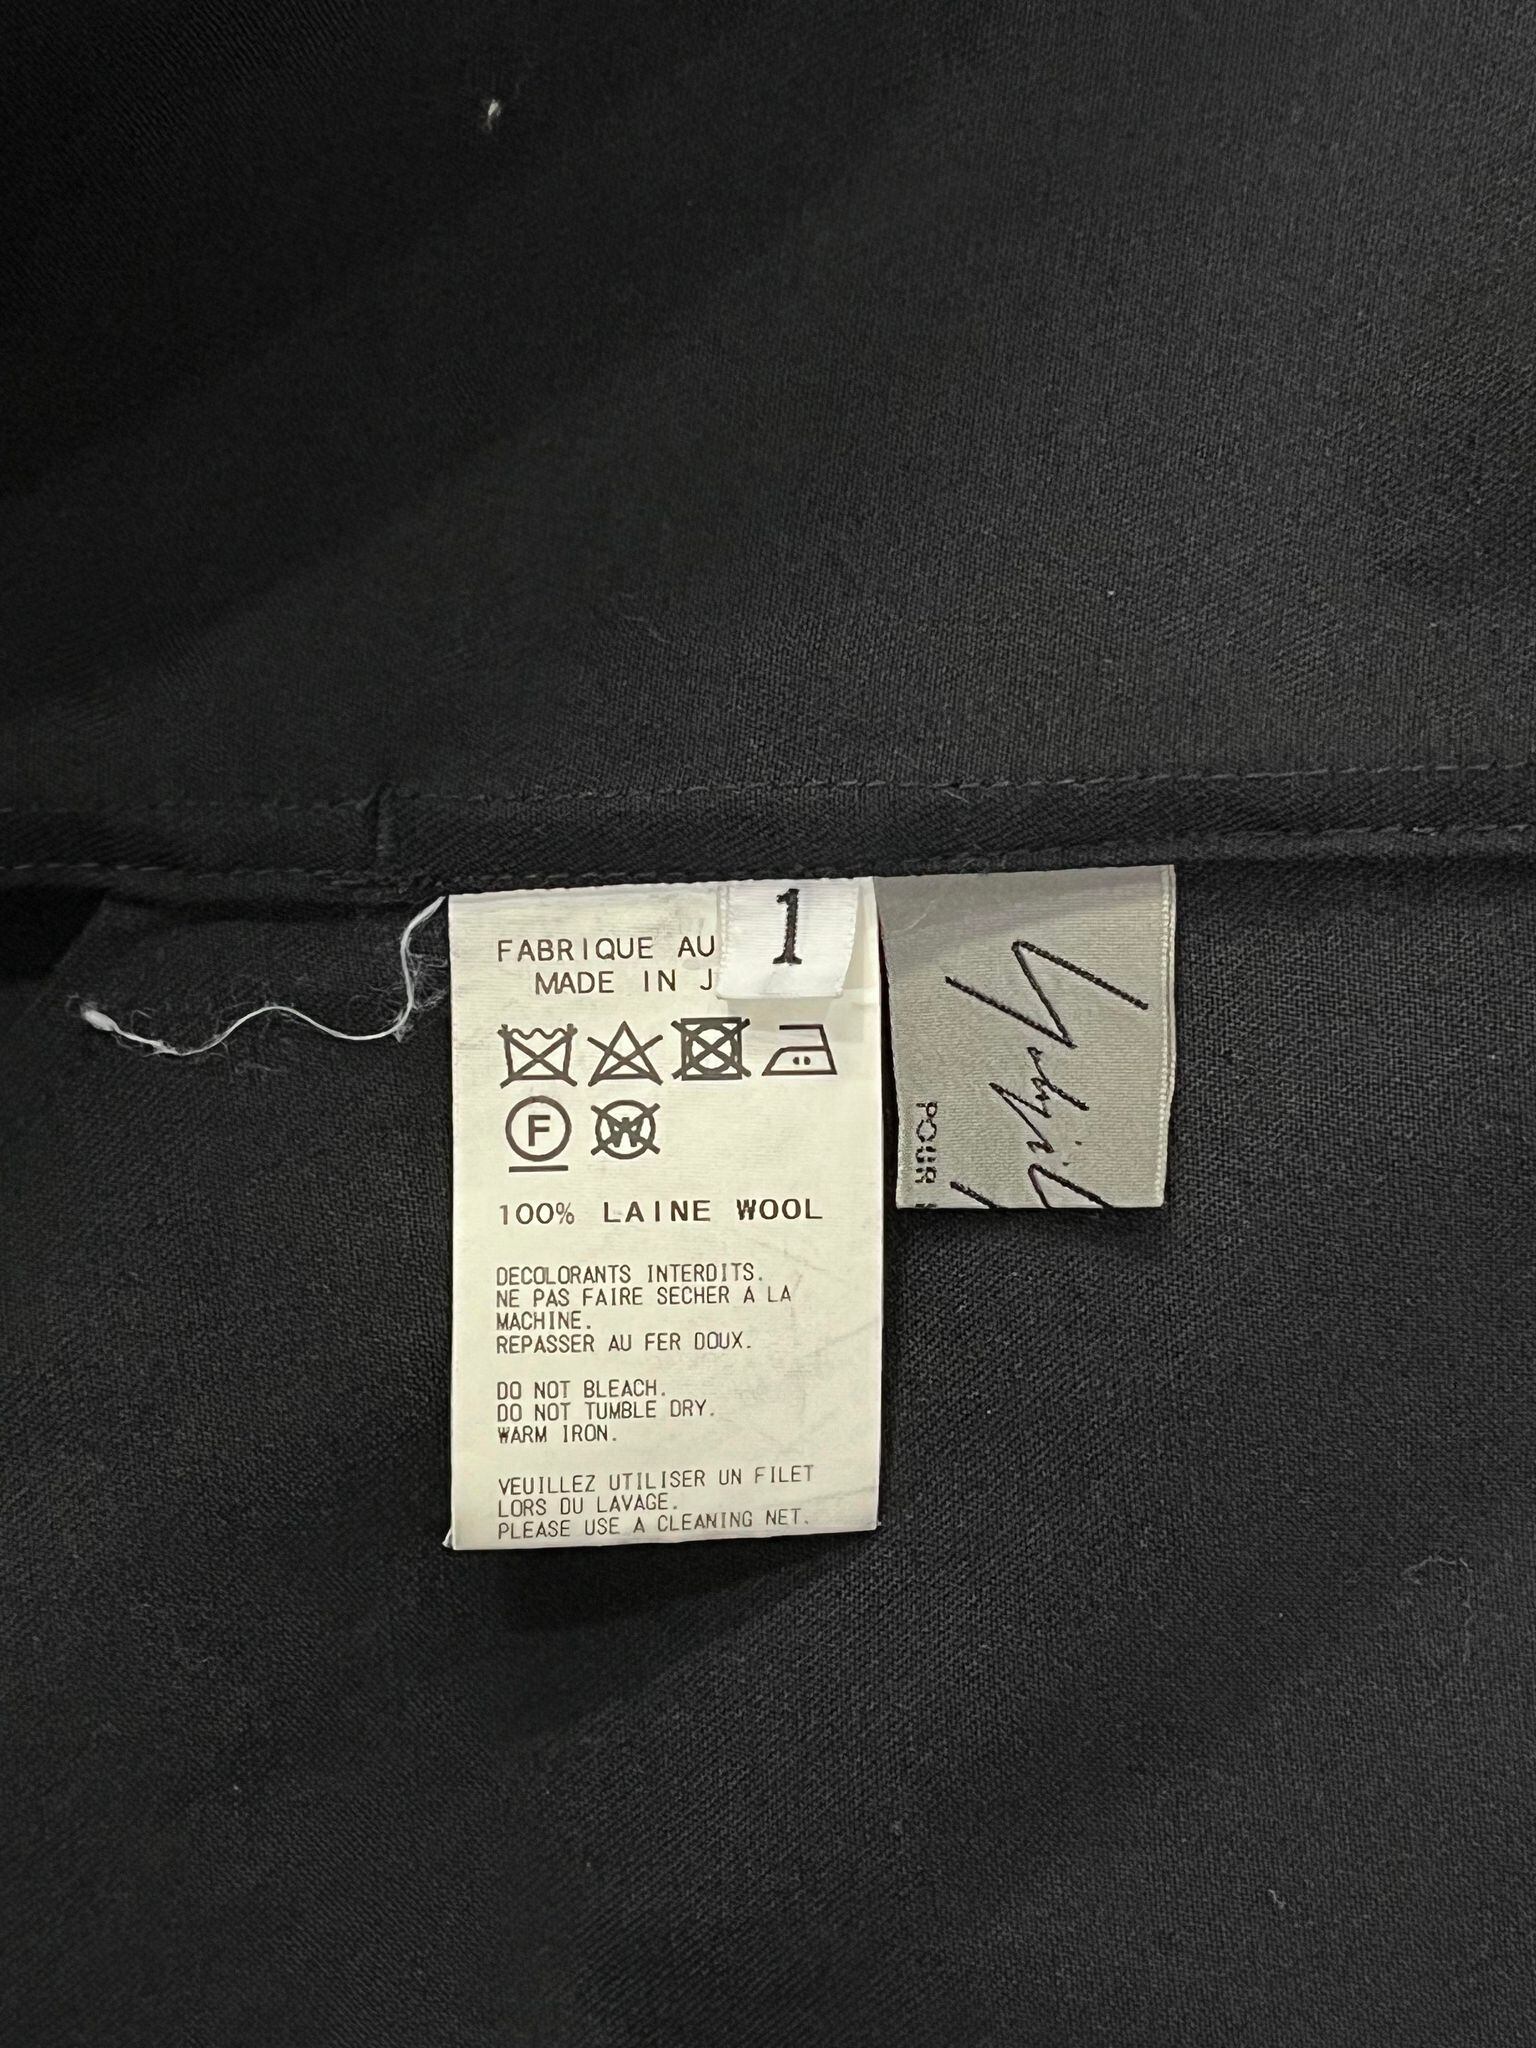 1
FABRIQUE AU
MADE IN J
F
W
100% LAINE WOOL
DECOLORANTS INTERDITS.
NE PAS FAIRE SECHER A LA
MACHINE.
REPASSER AU FER DOUX.
DO NOT BLEACH.
DO NOT TUMBLE DRY.
WARM IRON.
VEUILLEZ UTILISER UN FILET
LORS DU LAVAGE.
PLEASE USE A CLEANING NET.
Yohji
POUR